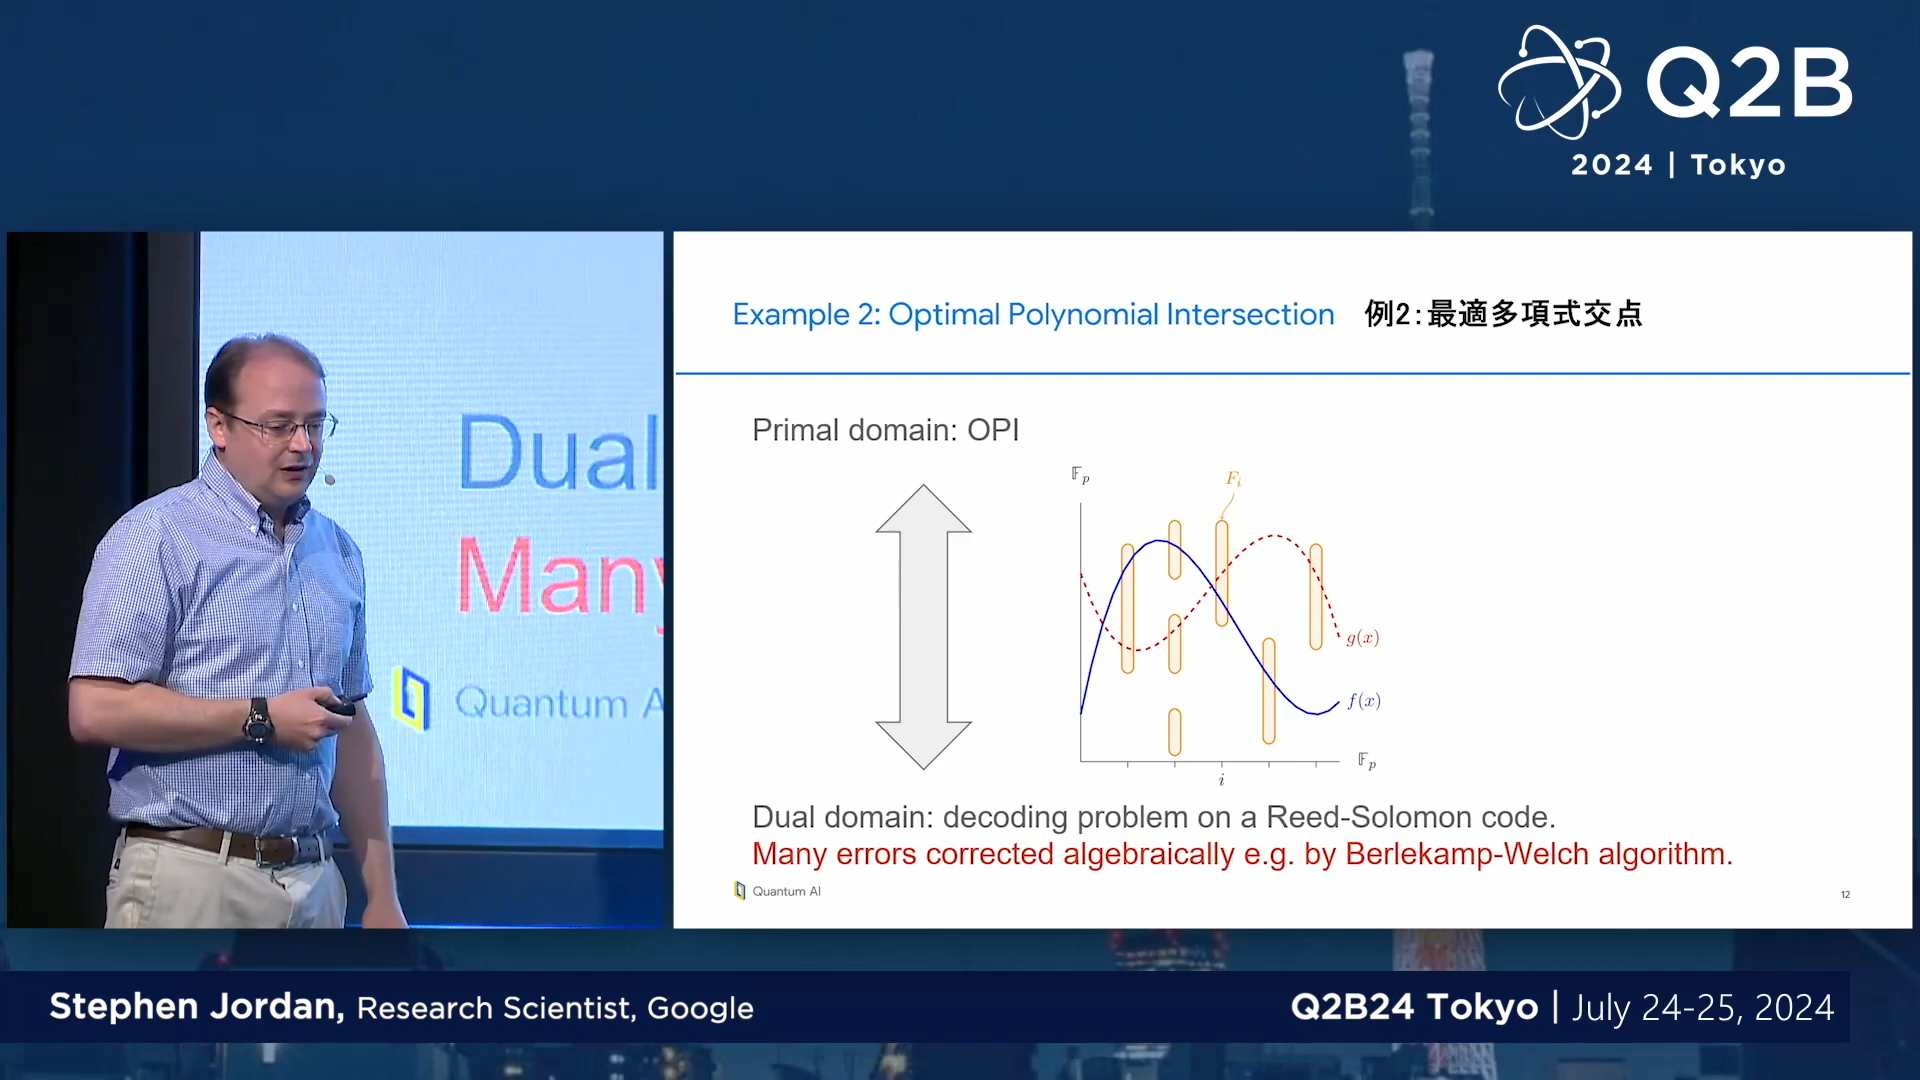 Q2B
2024 | Tokyo
Dual
Many
Quantum A
Example 2: Optimal Polynomial Intersection 例2:最適多項式交点
Primal domain: OPI
𝔽p
Fi
g(x)
f(x)
𝔽p
i
Dual domain: decoding problem on a Reed-Solomon code.
Many errors corrected algebraically e.g. by Berlekamp-Welch algorithm.
Quantum AI
12
Stephen Jordan, Research Scientist, Google
Q2B24 Tokyo | July 24-25, 2024